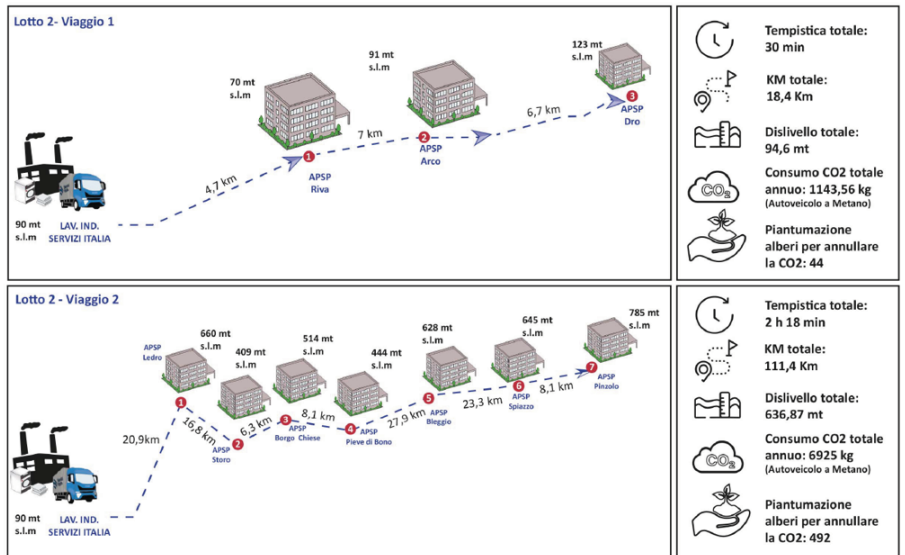 Lotto 2- Viaggio 1
90 mt
s.l.m
LAV. IND.
SERVIZI ITALIA
4,7 km
70 mt
s.l.m
1
APSP
Riva
7 km
91 mt
s.l.m
2
APSP
Arco
6,7 km
123 mt
s.l.m
3
APSP
Dro
Tempistica totale:
30 min
KM totale:
18,4 Km
Dislivello totale:
94,6 mt
CO2
Consumo CO2 totale
annuo: 1143,56 kg
(Autoveicolo a Metano)
Piantumazione
alberi per annullare
la CO2: 44
Lotto 2 - Viaggio 2
90 mt
s.l.m
LAV. IND.
SERVIZI ITALIA
20,9km
APSP
Ledro
660 mt
s.l.m
1
16,8 km
409 mt
s.l.m
2
APSP
Storo
6,3 km
514 mt
s.l.m
3
APSP
Borgo Chiese
8,1 km
444 mt
s.l.m
4
APSP
Pieve di Bono
27,9 km
628 mt
s.l.m
5
APSP
Bleggio
23,3 km
645 mt
s.l.m
6
APSP
Spiazzo
8,1 km
785 mt
s.l.m
7
APSP
Pinzolo
Tempistica totale:
2 h 18 min
KM totale:
111,4 Km
Dislivello totale:
636,87 mt
CO2
Consumo CO2 totale
annuo: 6925 kg
(Autoveicolo a Metano)
Piantumazione
alberi per annullare
la CO2: 492